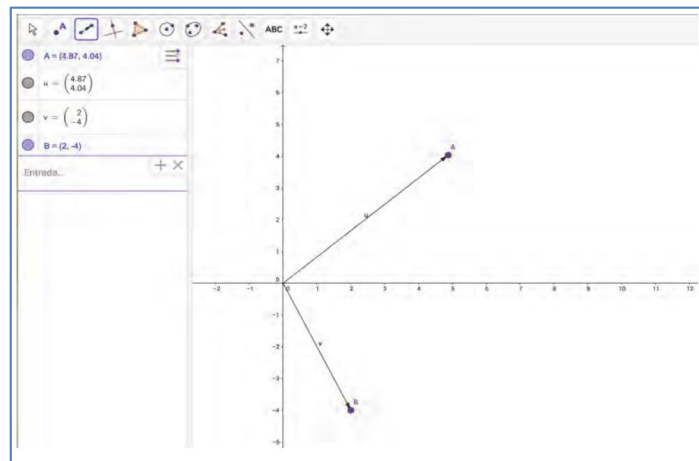 ABC
a=2
A = (4.87, 4.04)
u = (4.87
4.04)
v = (2
-4)
B = (2, -4)
Entrada...
7
6
5
4
3
2
1
0
-1
-2
-3
-4
-5
-2
-1
0
1
2
3
4
5
6
7
8
9
10
11
12
A
u
v
B